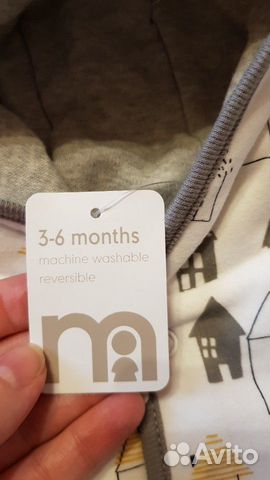 3-6 months
machine washable
reversible
m
Avito